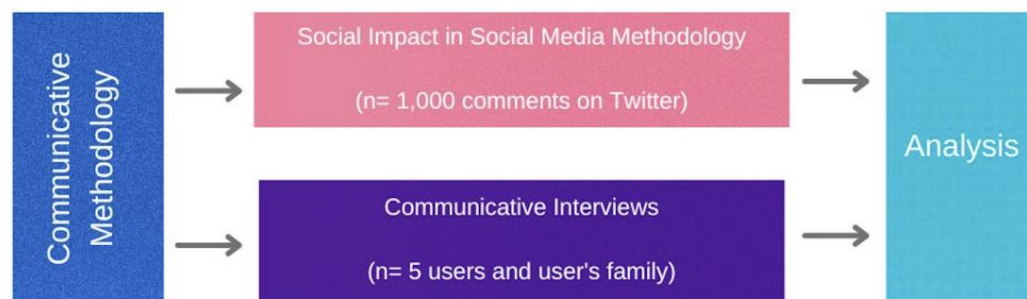 Communicative
Methodology
Social Impact in Social Media Methodology
(n= 1,000 comments on Twitter)
Communicative Interviews
(n= 5 users and user's family)
Analysis